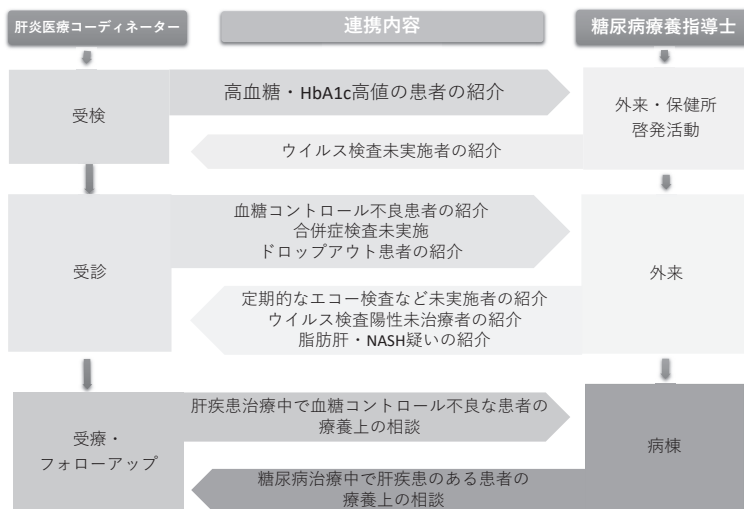 肝炎医療コーディネーター
連携内容
糖尿病療養指導士
受検
高血糖・HbA1c高値の患者の紹介
外来・保健所
啓発活動
ウイルス検査未実施者の紹介
受診
血糖コントロール不良患者の紹介
合併症検査未実施
ドロップアウト患者の紹介
外来
定期的なエコー検査など未実施者の紹介
ウイルス検査陽性未治療者の紹介
脂肪肝・NASH疑いの紹介
受療・
フォローアップ
肝疾患治療中で血糖コントロール不良な患者の
療養上の相談
病棟
糖尿病治療中で肝疾患のある患者の
療養上の相談